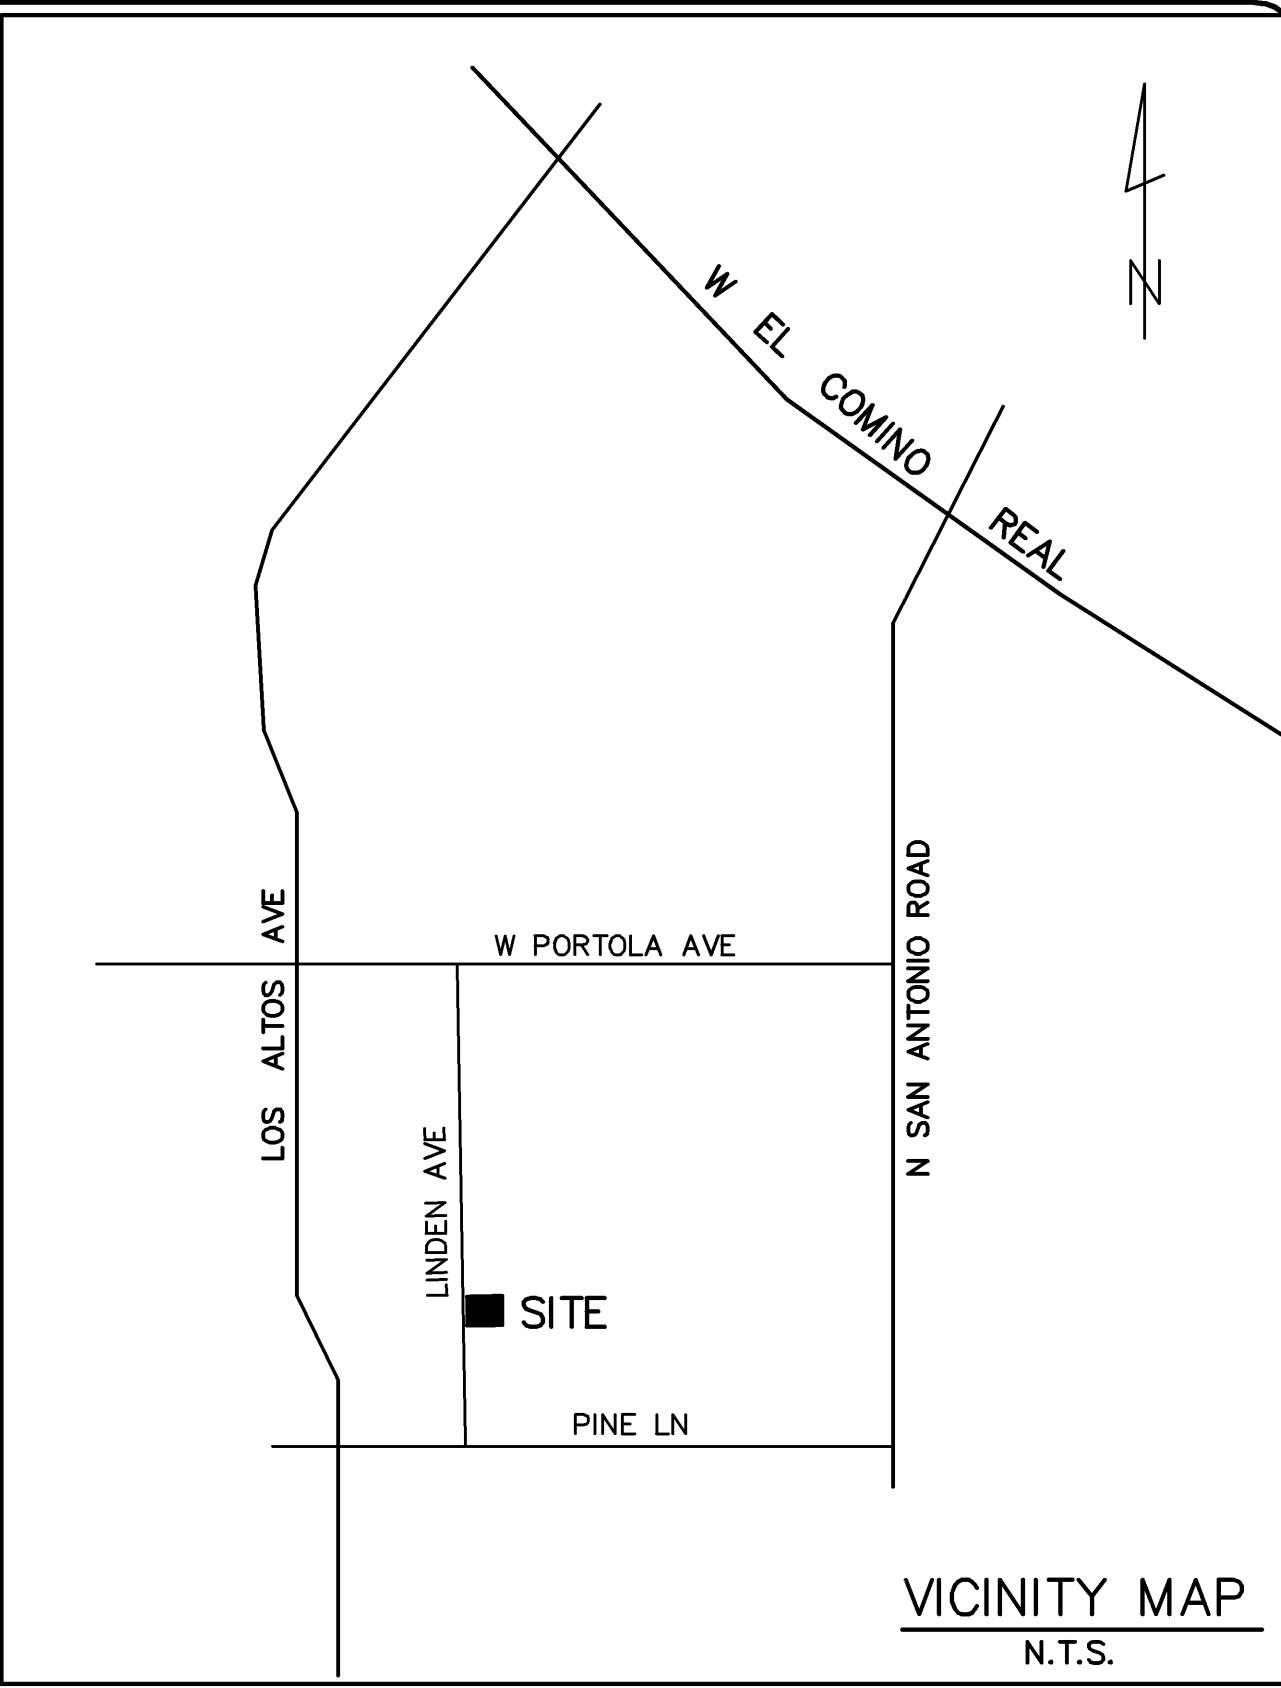 N
W EL COMINO REAL
N SAN ANTONIO ROAD
LOS ALTOS AVE
W PORTOLA AVE
LINDEN AVE
SITE
PINE LN
VICINITY MAP
N.T.S.